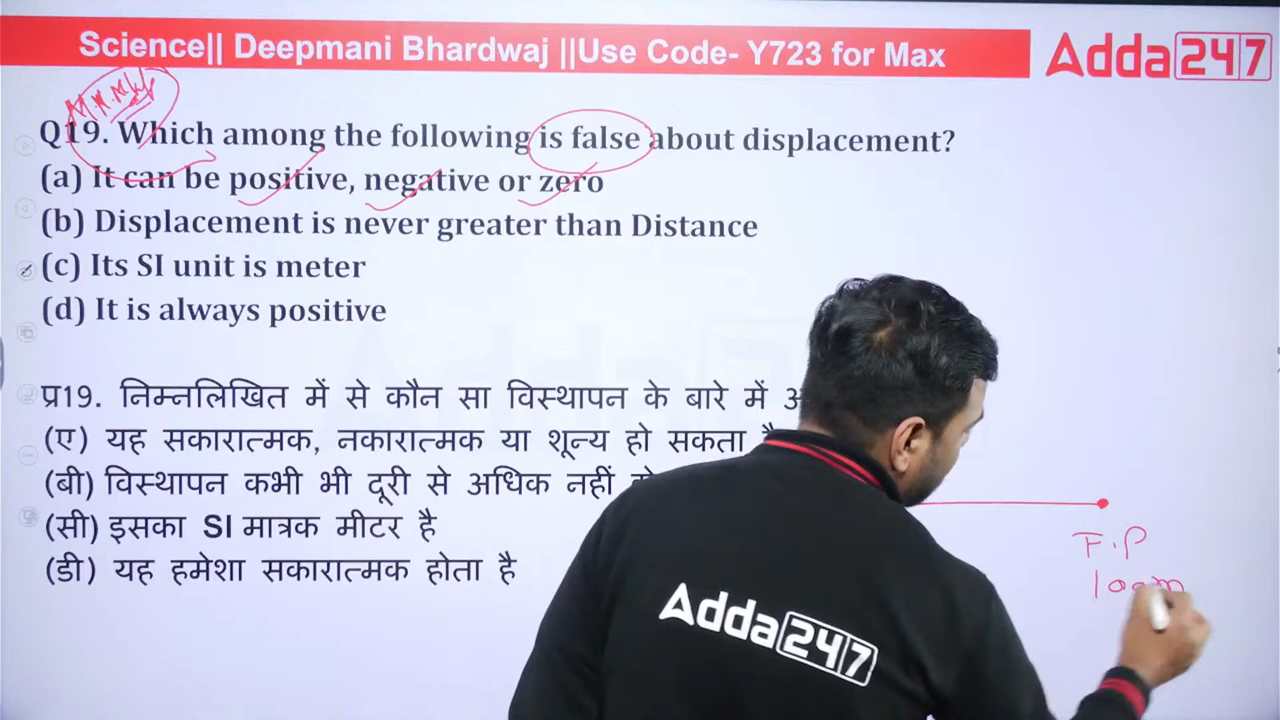 Science|| Deepmani Bhardwaj ||Use Code- Y723 for Max
Adda247
Q19. Which among the following is false about displacement?
(a) It can be positive, negative or zero
(b) Displacement is never greater than Distance
(c) Its SI unit is meter
(d) It is always positive
प्र19. निम्नलिखित में से कौन सा विस्थापन के बारे में
(ए) यह सकारात्मक, नकारात्मक या शून्य हो सकता
(बी) विस्थापन कभी भी दूरी से अधिक नहीं
(सी) इसका SI मात्रक मीटर है
(डी) यह हमेशा सकारात्मक होता है
F.P
100m
Adda247